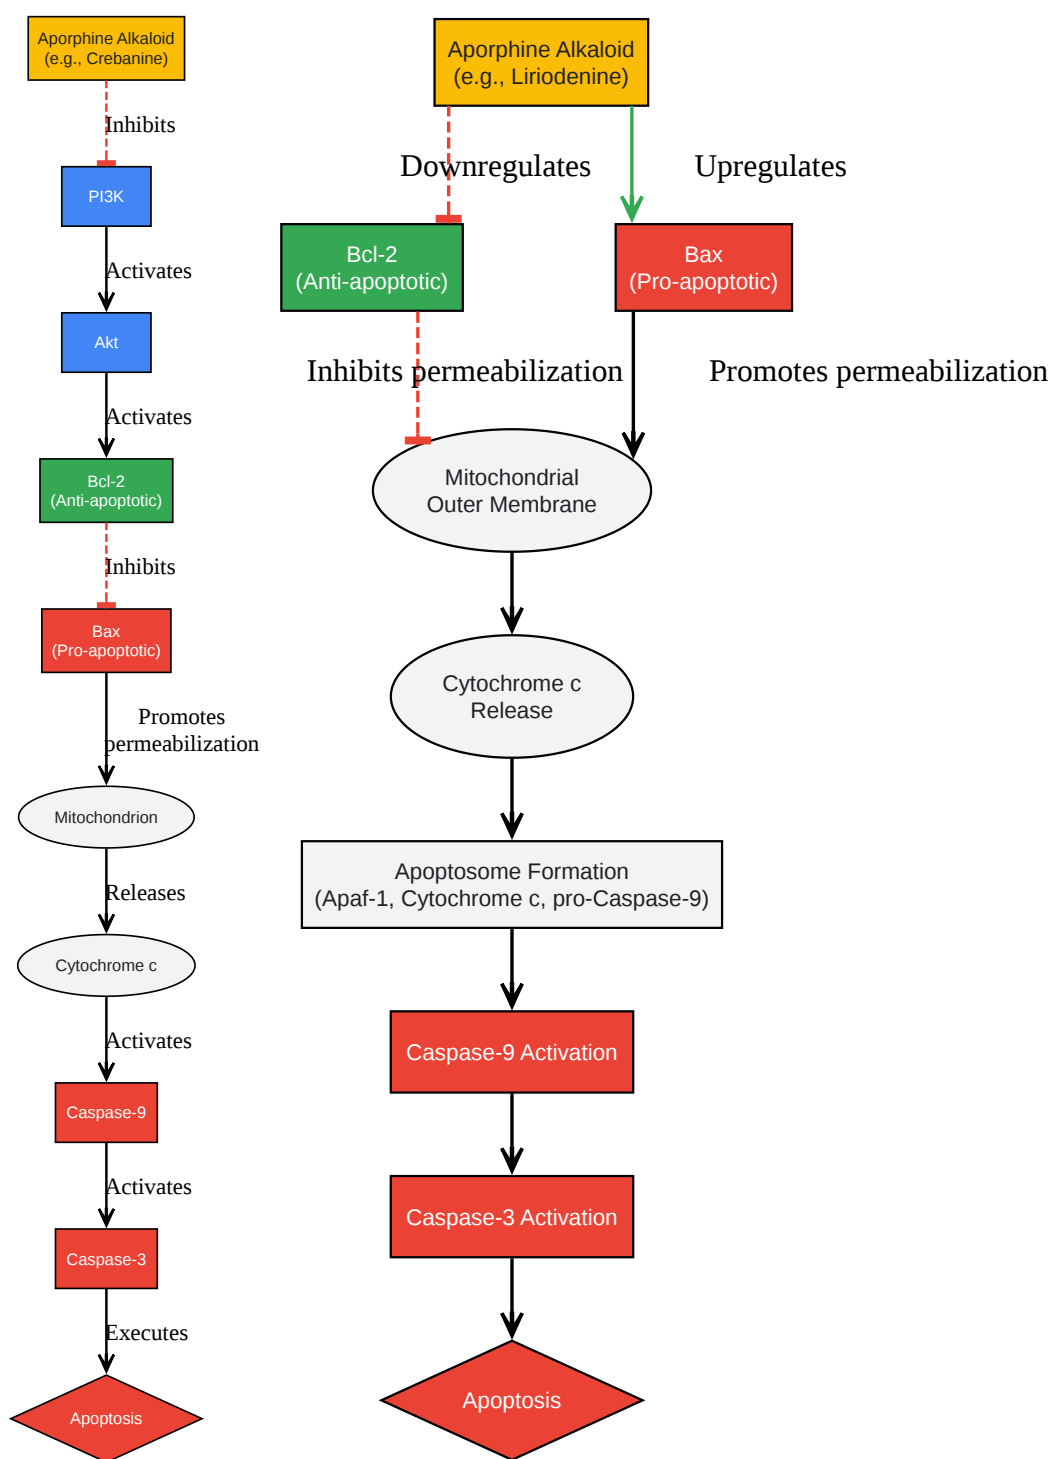 Aporphine Alkaloid
(e.g., Crebanine)
Inhibits
PI3K
Activates
Akt
Activates
Bcl-2
(Anti-apoptotic)
Inhibits
Bax
(Pro-apoptotic)
Promotes
permeabilization
Mitochondrion
Releases
Cytochrome c
Activates
Caspase-9
Activates
Caspase-3
Executes
Apoptosis
Aporphine Alkaloid
(e.g., Liriodenine)
Downregulates
Upregulates
Bcl-2
(Anti-apoptotic)
Bax
(Pro-apoptotic)
Inhibits permeabilization
Promotes permeabilization
Mitochondrial
Outer Membrane
Cytochrome c
Release
Apoptosome Formation
(Apaf-1, Cytochrome c, pro-Caspase-9)
Caspase-9 Activation
Caspase-3 Activation
Apoptosis